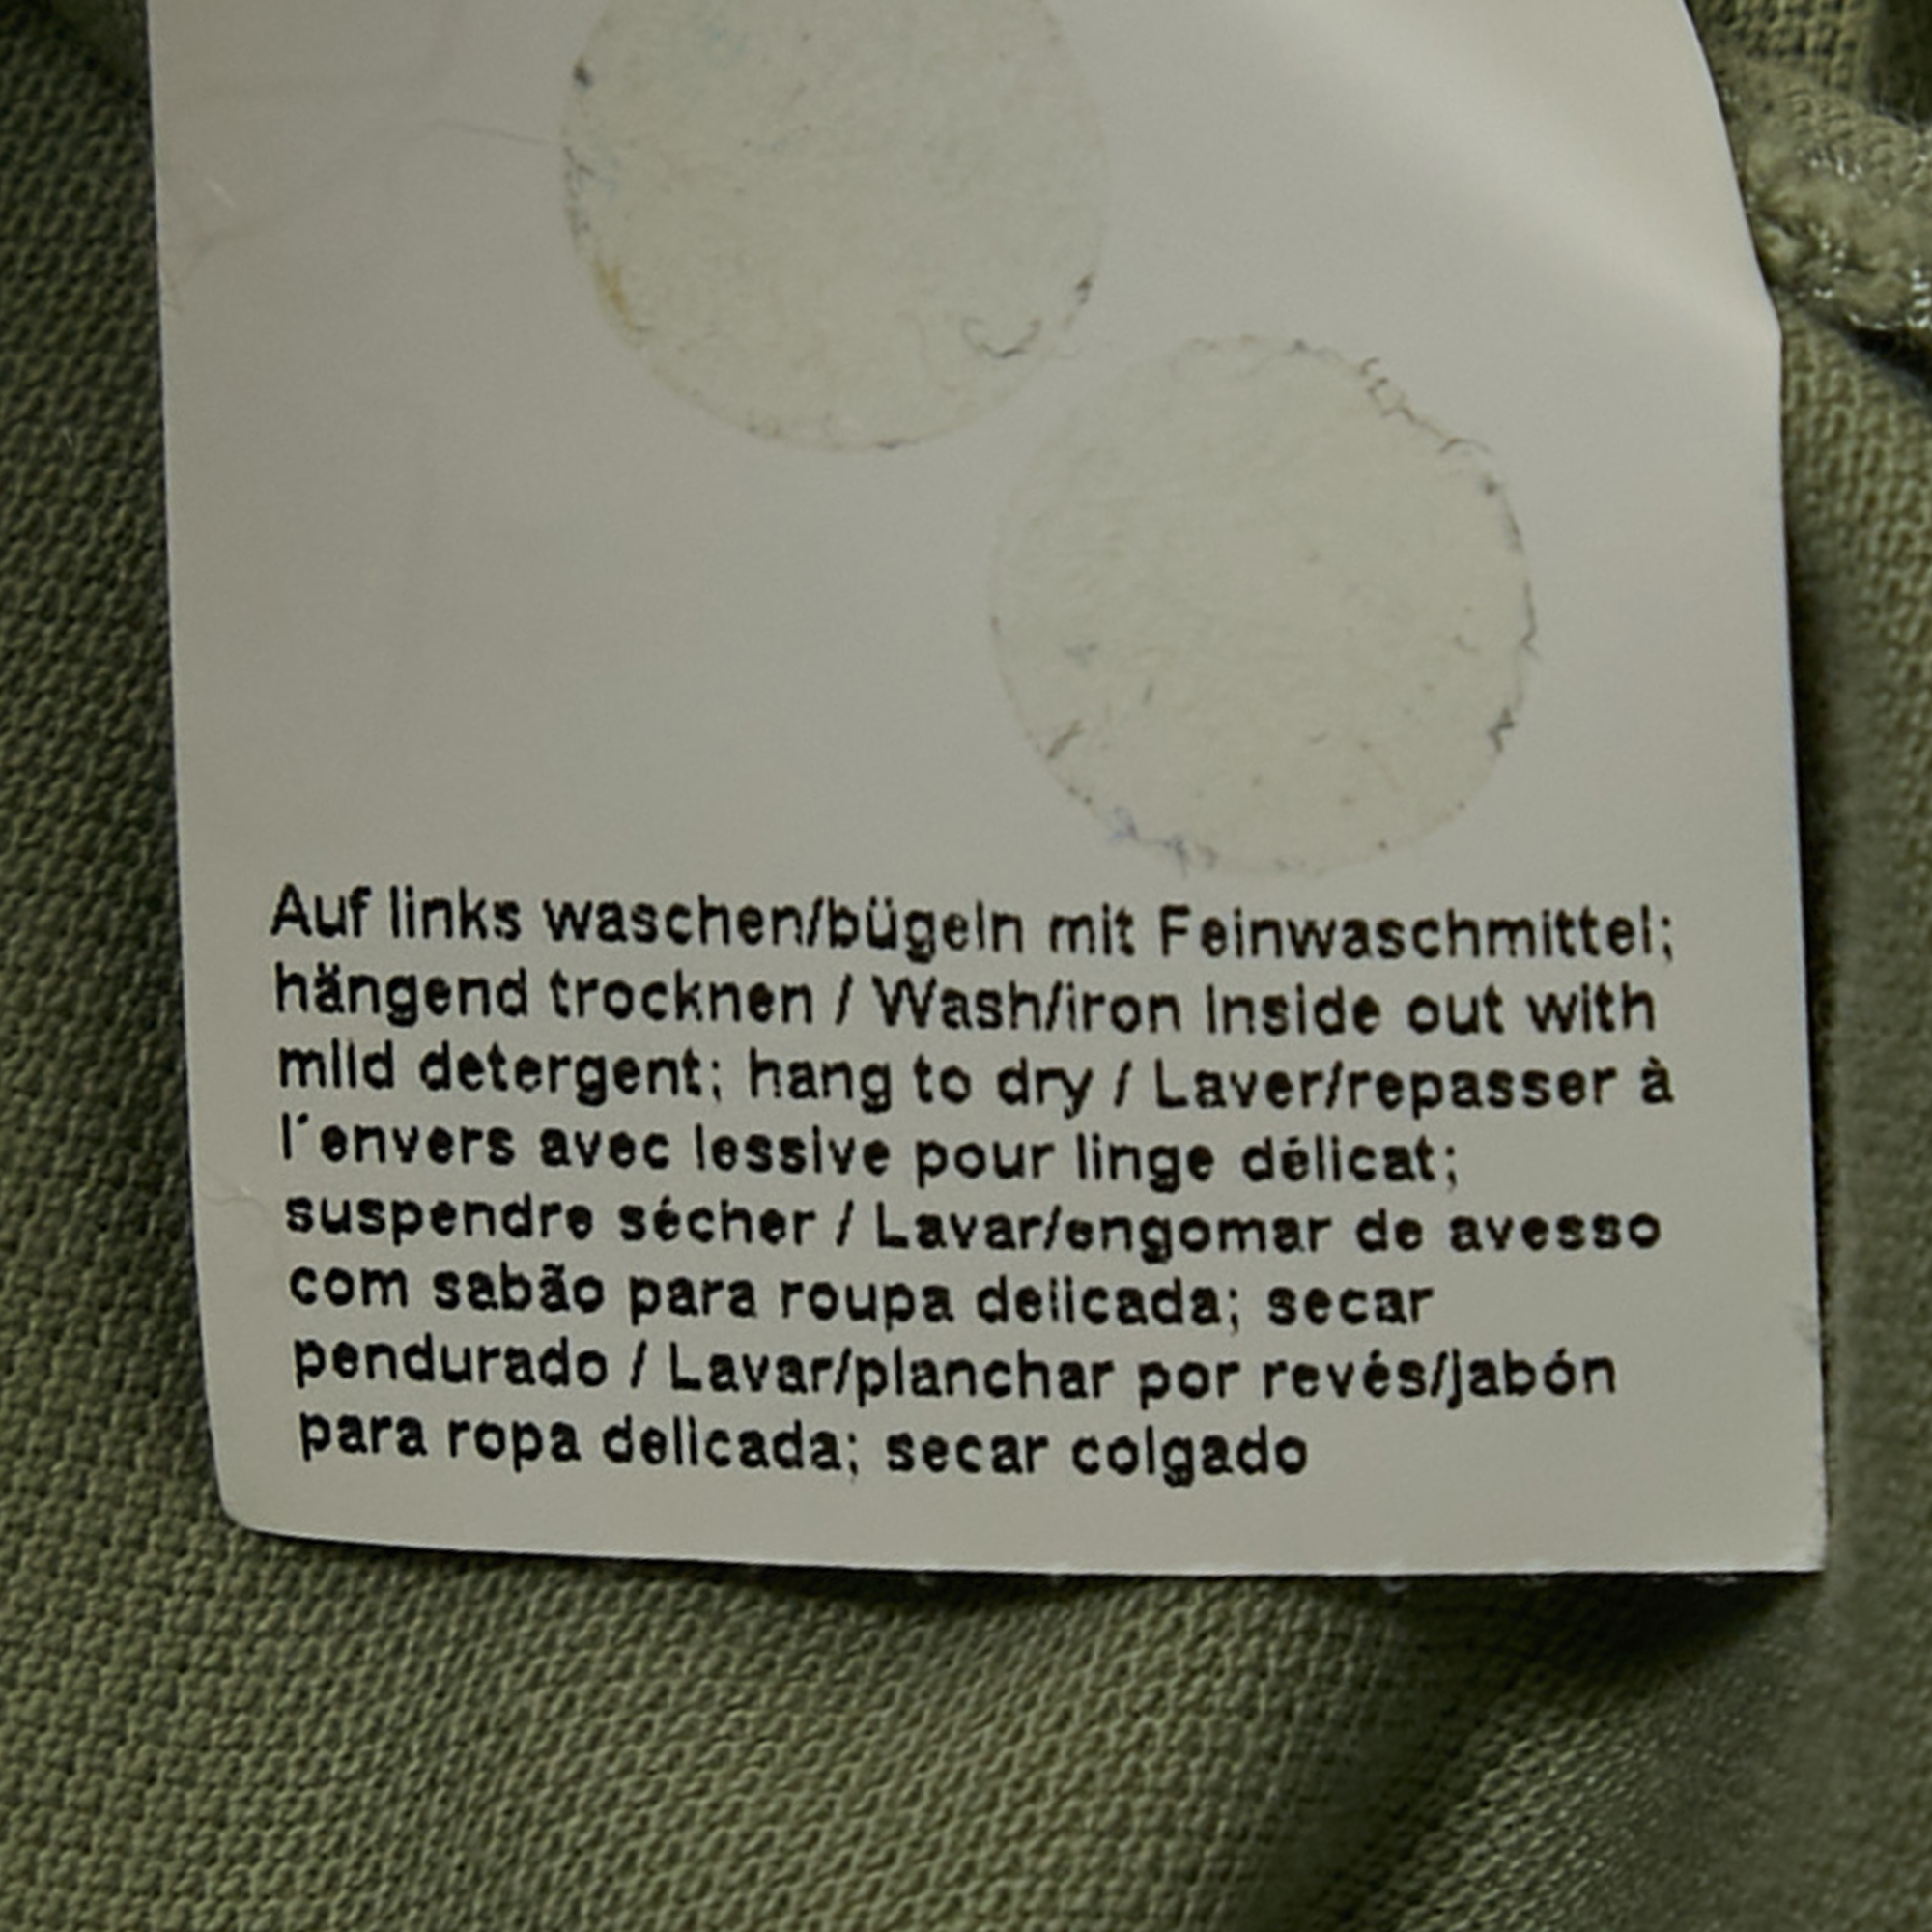 Auf links waschen/bügeln mit Feinwaschmittel;
hängend trocknen / Wash/iron inside out with
mild detergent; hang to dry / Laver/repasser à
l´envers avec lessive pour linge délicat;
suspendre sécher / Lavar/engomar de avesso
com sabão para roupa delicada; secar
pendurado / Lavar/planchar por revés/jabón
para ropa delicada; secar colgado